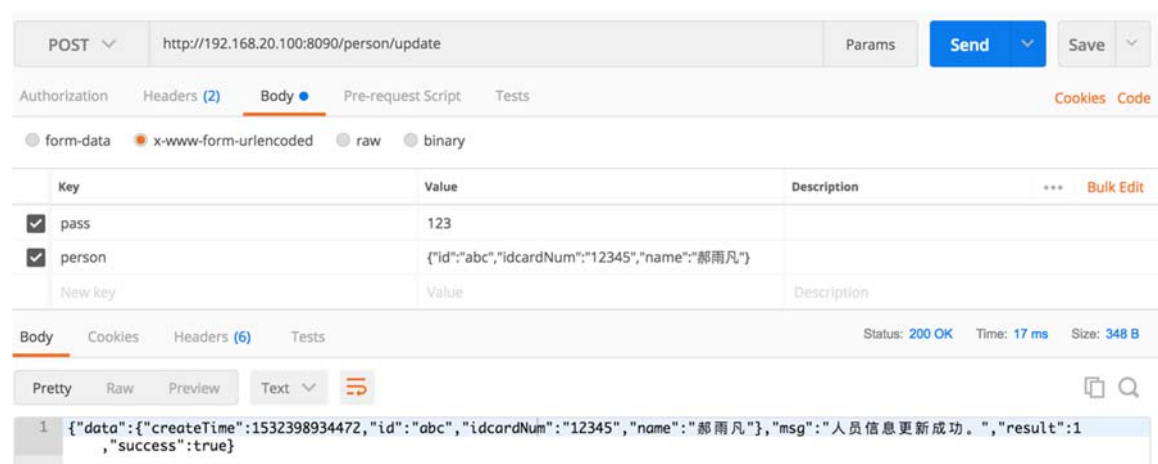 POST http://192.168.20.100:8090/person/update Params Send Save
Authorization Headers (2) Body Pre-request Script Tests Cookies Code
form-data x-www-form-urlencoded raw binary
Key Value Description ••• Bulk Edit
pass 123
person {"id":"abc","idcardNum":"12345","name":"郝雨凡"}
New key Value Description
Body Cookies Headers (6) Tests Status: 200 OK Time: 17 ms Size: 348 B
Pretty Raw Preview Text
1 {"data":{"createTime":1532398934472,"id":"abc","idcardNum":"12345","name":"郝雨凡"},"msg":"人员信息更新成功。","result":1
,"success":true}